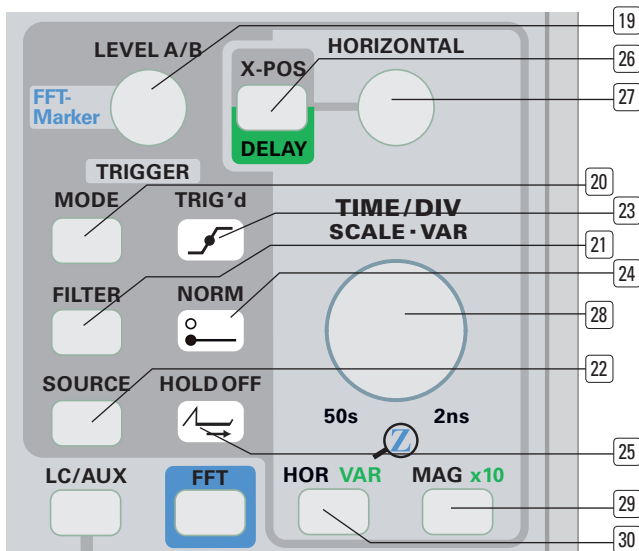 19
LEVEL A/B
HORIZONTAL
26
X-POS
FFT-
Marker
27
DELAY
TRIGGER
20
MODE
TRIG'd
TIME/DIV
SCALE·VAR
23
21
FILTER
NORM
24
28
22
SOURCE
HOLD OFF
50s
2ns
Z
25
LC/AUX
FFT
HOR VAR
MAG x10
29
30